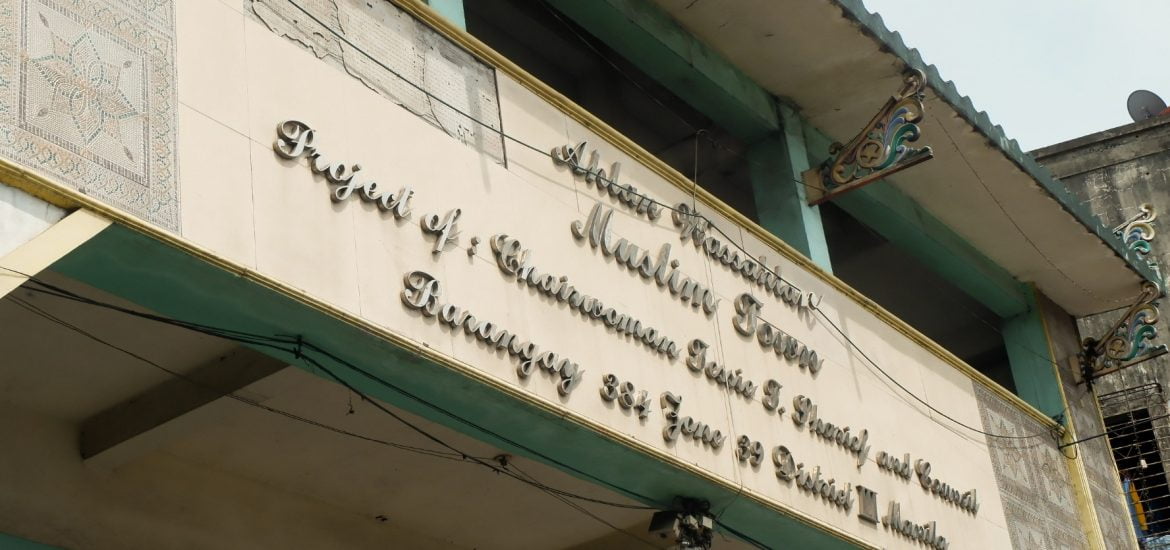 Ahlan Wassahlan
Muslim Town
Project of : Chairwoman Tessie T. Sharief and Council
Barangay 384 Zone 39 District III Manila